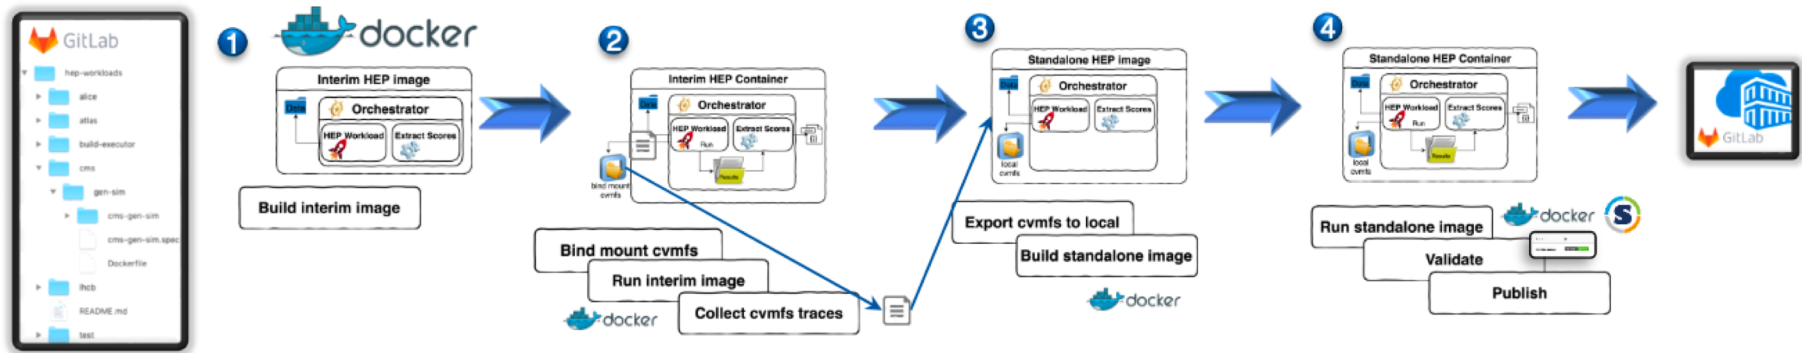 GitLab
hep-workloads
alice
atlas
build-executor
cms
gen-sim
cms-gen-sim
cms-gen-sim.spec
Dockerfile
lhcb
README.md
test
1
docker
Interim HEP image
Data
Orchestrator
HEP Workload
Extract Scores
Build interim image
2
Interim HEP Container
Data
Orchestrator
HEP Workload
Extract Scores
Run
Results
bind mount
cvmfs
Bind mount cvmfs
Run interim image
Collect cvmfs traces
docker
3
Standalone HEP image
Data
Orchestrator
HEP Workload
Extract Scores
local
cvmfs
Export cvmfs to local
Build standalone image
docker
4
Standalone HEP Container
Data
Orchestrator
HEP Workload
Extract Scores
Run
Results
local
cvmfs
docker
S
Run standalone image
Validate
Publish
GitLab